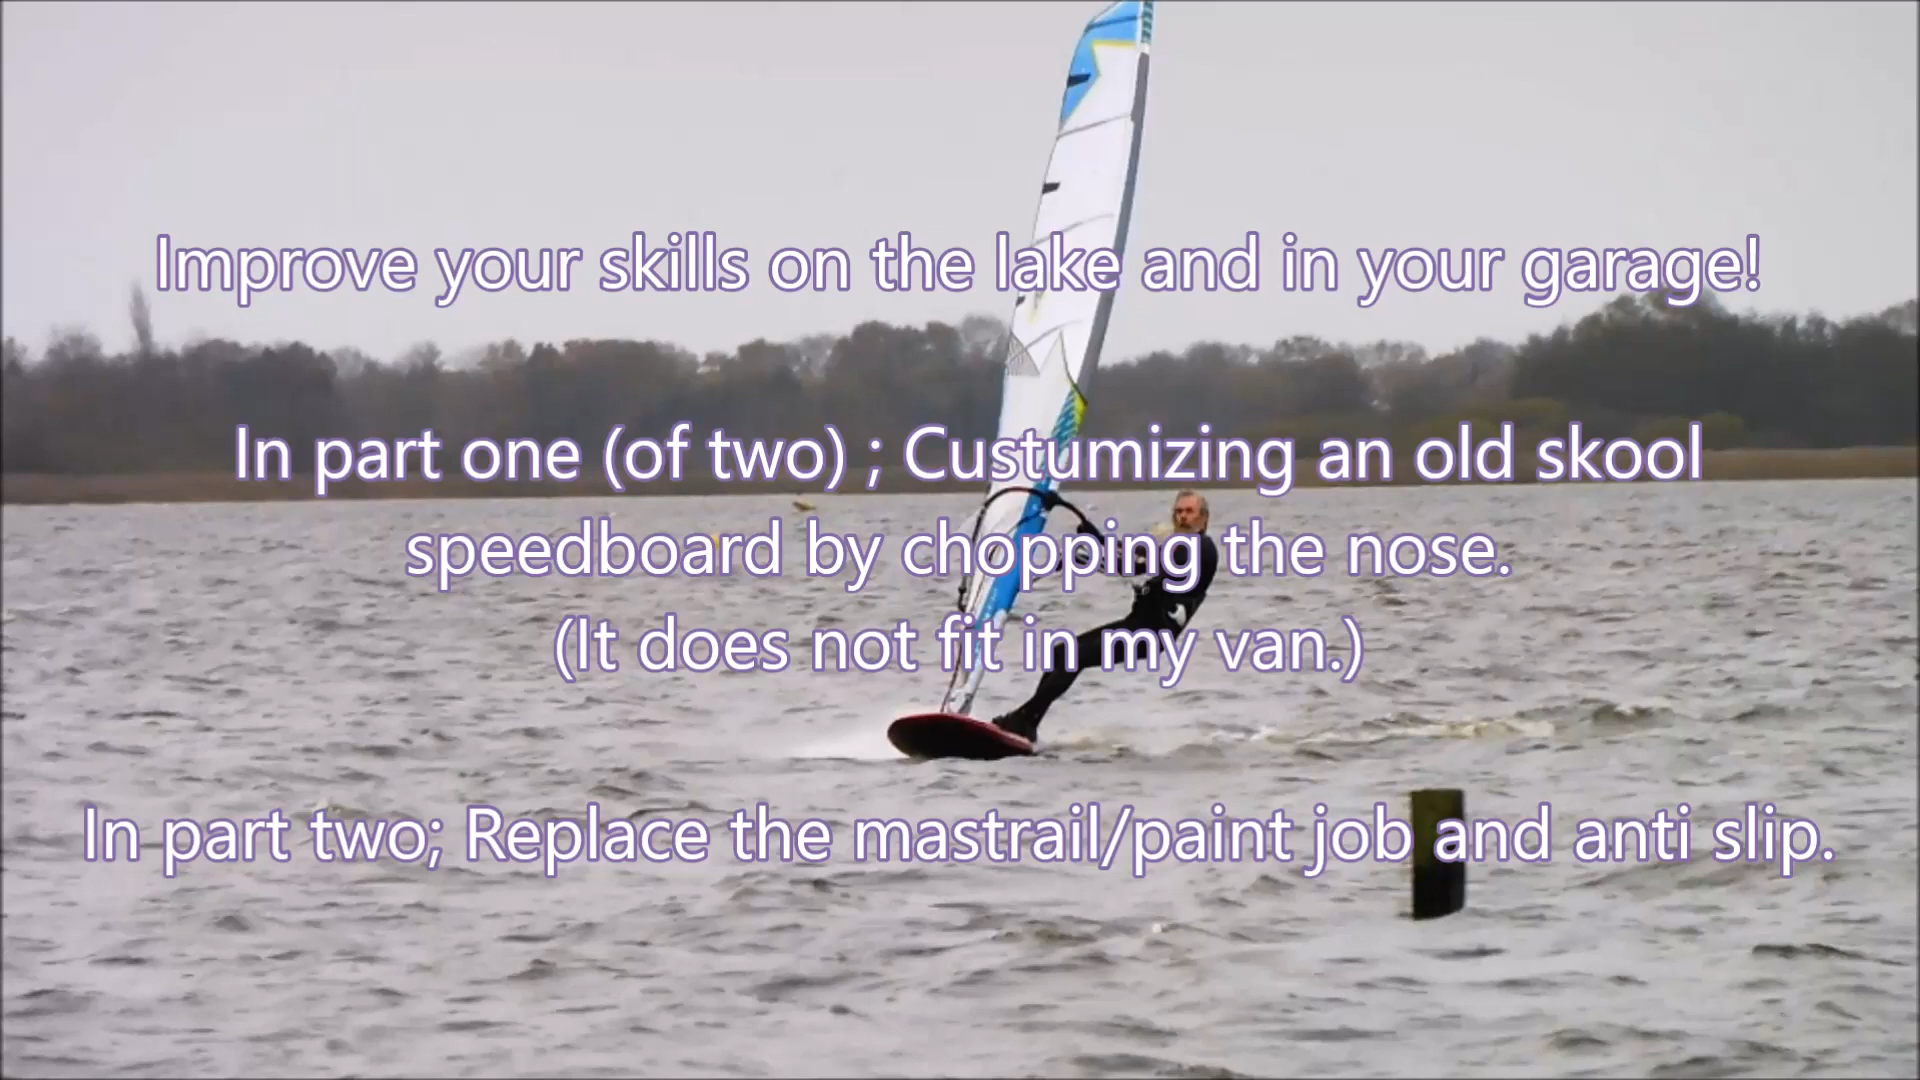 Improve your skills on the lake and in your garage!
In part one (of two) ; Custumizing an old skool
speedboard by chopping the nose.
(It does not fit in my van.)
In part two; Replace the mastrail/paint job and anti slip.